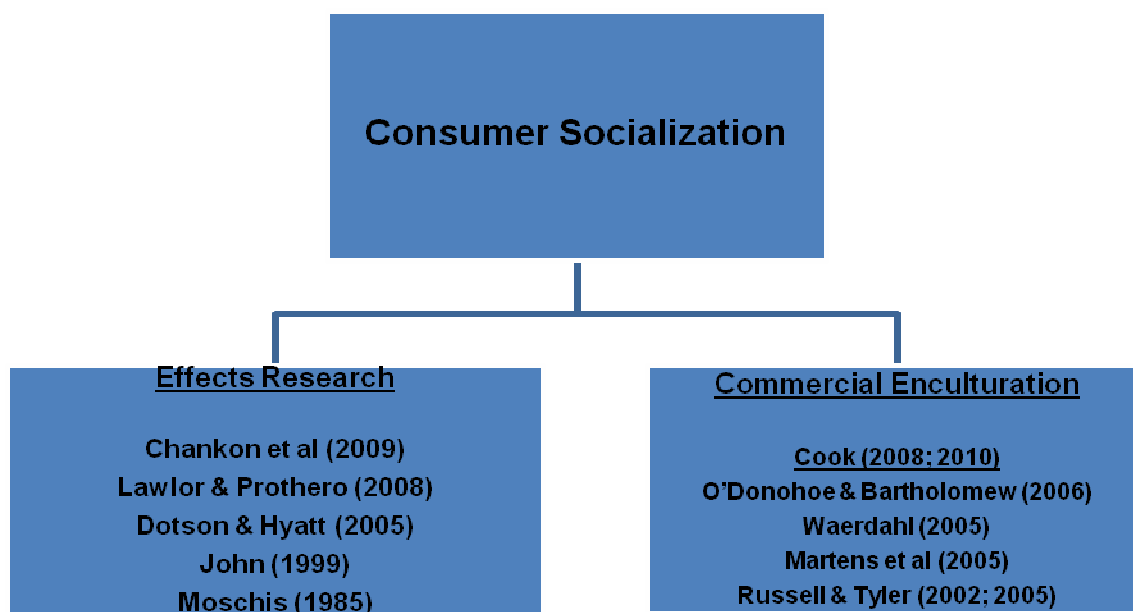 Consumer Socialization
Effects Research
Chankon et al (2009)
Lawlor & Prothero (2008)
Dotson & Hyatt (2005)
John (1999)
Moschis (1985)
Commercial Enculturation
Cook (2008; 2010)
O'Donohoe & Bartholomew (2006)
Waerdahl (2005)
Martens et al (2005)
Russell & Tyler (2002; 2005)